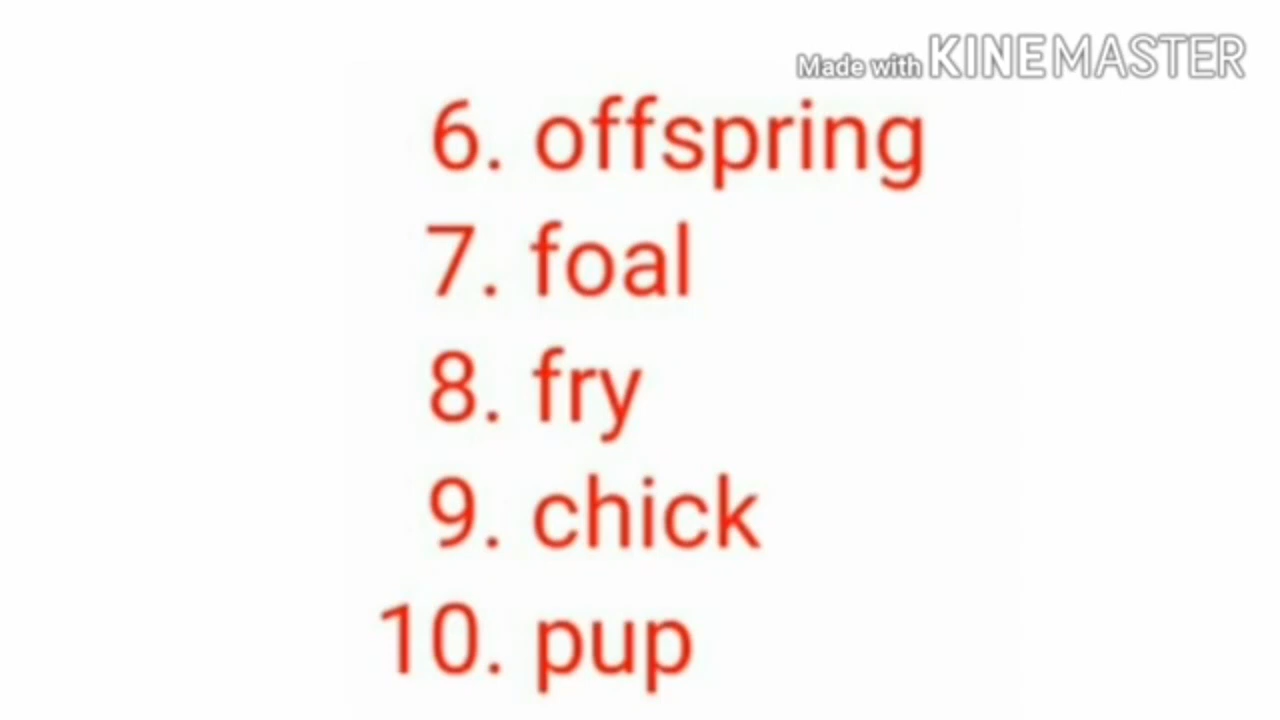 Made with KINEMASTER
6. offspring
7. foal
8. fry
9. chick
10. pup